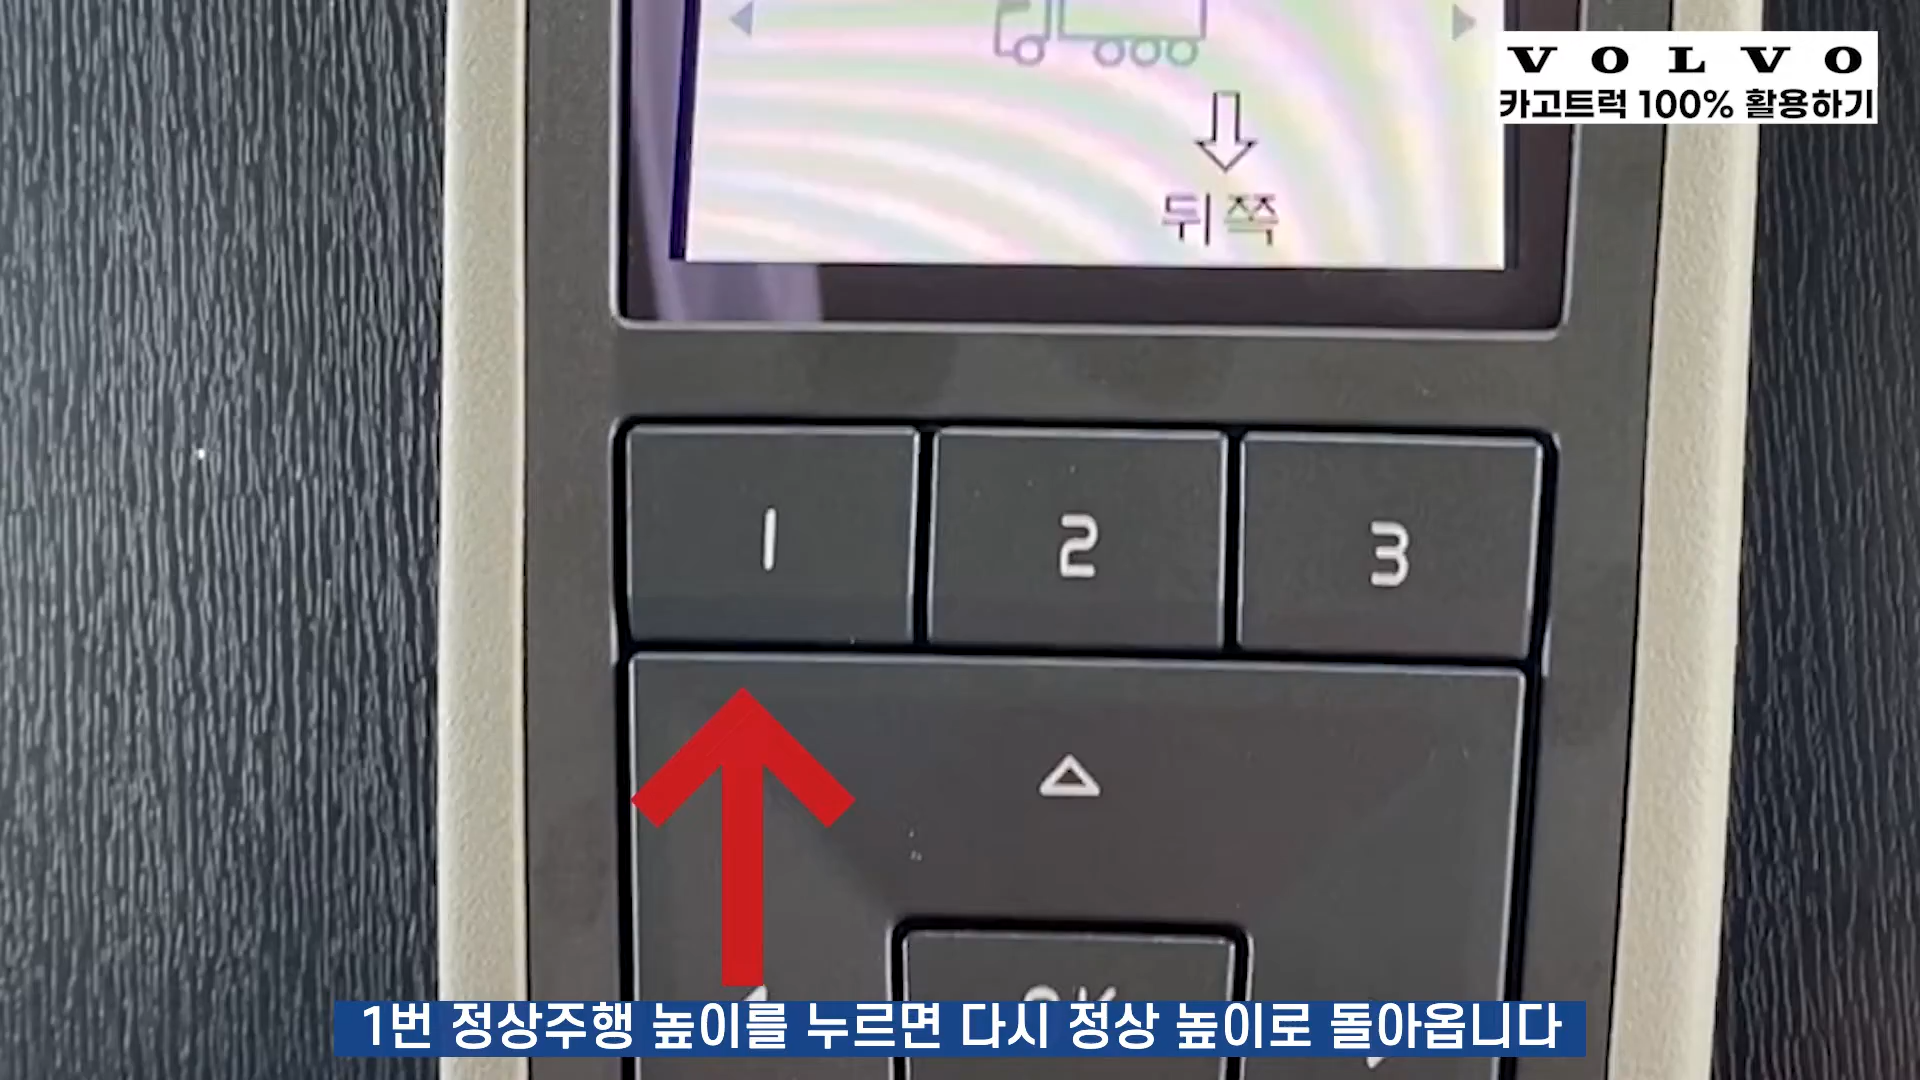 VOLVO
카고트럭 100% 활용하기
뒤쪽
1 2 3
OK
1번 정상주행 높이를 누르면 다시 정상 높이로 돌아옵니다